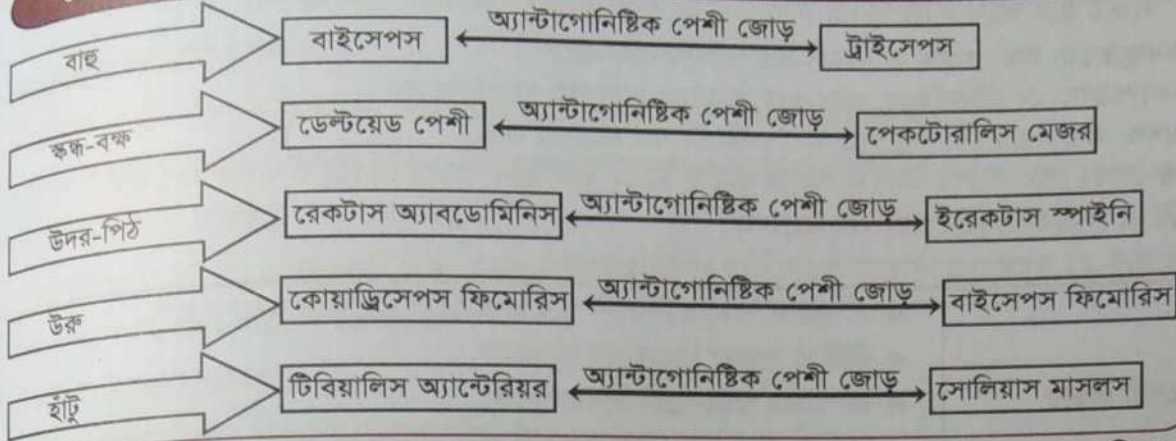 বাহু
বাইসেপস
অ্যান্টাগোনিষ্টিক পেশী জোড়
ট্রাইসেপস
স্কন্ধ-বক্ষ
ডেল্টয়েড পেশী
অ্যান্টাগোনিষ্টিক পেশী জোড়
পেকটোরালিস মেজর
উদর-পিঠ
রেকটাস অ্যাবডোমিনিস
অ্যান্টাগোনিষ্টিক পেশী জোড়
ইরেকটাস স্পাইনি
উরু
কোয়াড্রিসেপস ফিমোরিস
অ্যান্টাগোনিষ্টিক পেশী জোড়
বাইসেপস ফিমোরিস
হাঁটু
টিবিয়ালিস অ্যান্টেরিয়র
অ্যান্টাগোনিষ্টিক পেশী জোড়
সোলিয়াস মাসলস